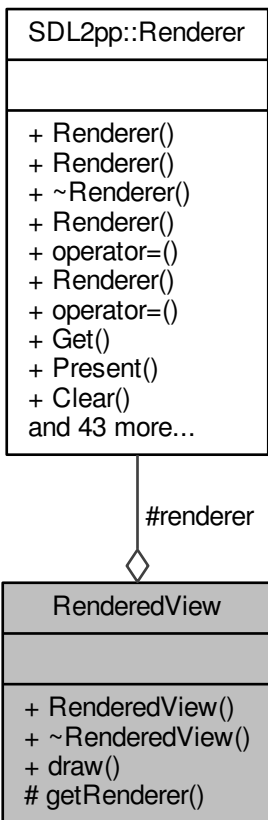 SDL2pp::Renderer
+ Renderer()
+ Renderer()
+ ~Renderer()
+ Renderer()
+ operator=()
+ Renderer()
+ operator=()
+ Get()
+ Present()
+ Clear()
and 43 more...
#renderer
RenderedView
+ RenderedView()
+ ~RenderedView()
+ draw()
# getRenderer()